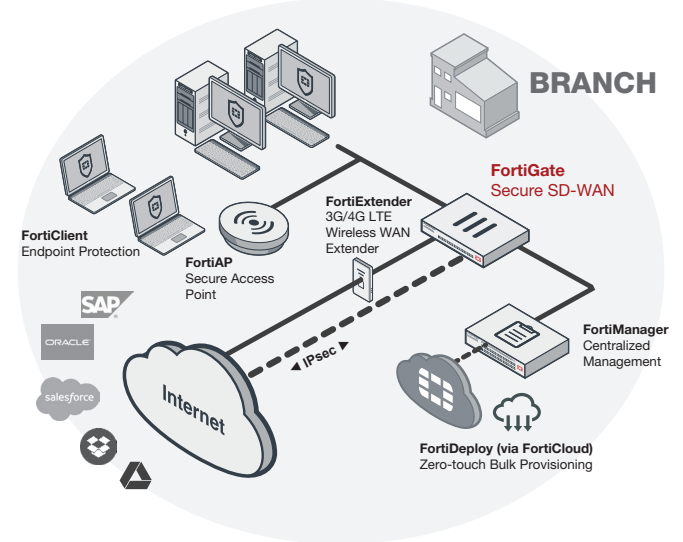 BRANCH
FortiGate
Secure SD-WAN
FortiExtender
3G/4G LTE
Wireless WAN
Extender
FortiClient
Endpoint Protection
FortiAP
Secure Access
Point
SAP
ORACLE
salesforce
Internet
IPsec
FortiManager
Centralized
Management
FortiDeploy (via FortiCloud)
Zero-touch Bulk Provisioning